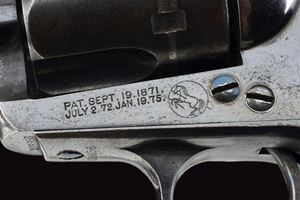 PAT. SEPT. 19. 1871.
JULY 2. 72. JAN. 19. 75.